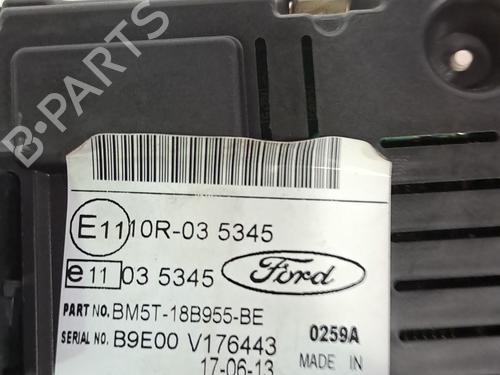 B-PARTS
E11 10R-03 5345
e 11 03 5345
Ford
PART NO. BM5T-18B955-BE
SERIAL NO. B9E00 V176443
0259A
17-06-13
MADE IN